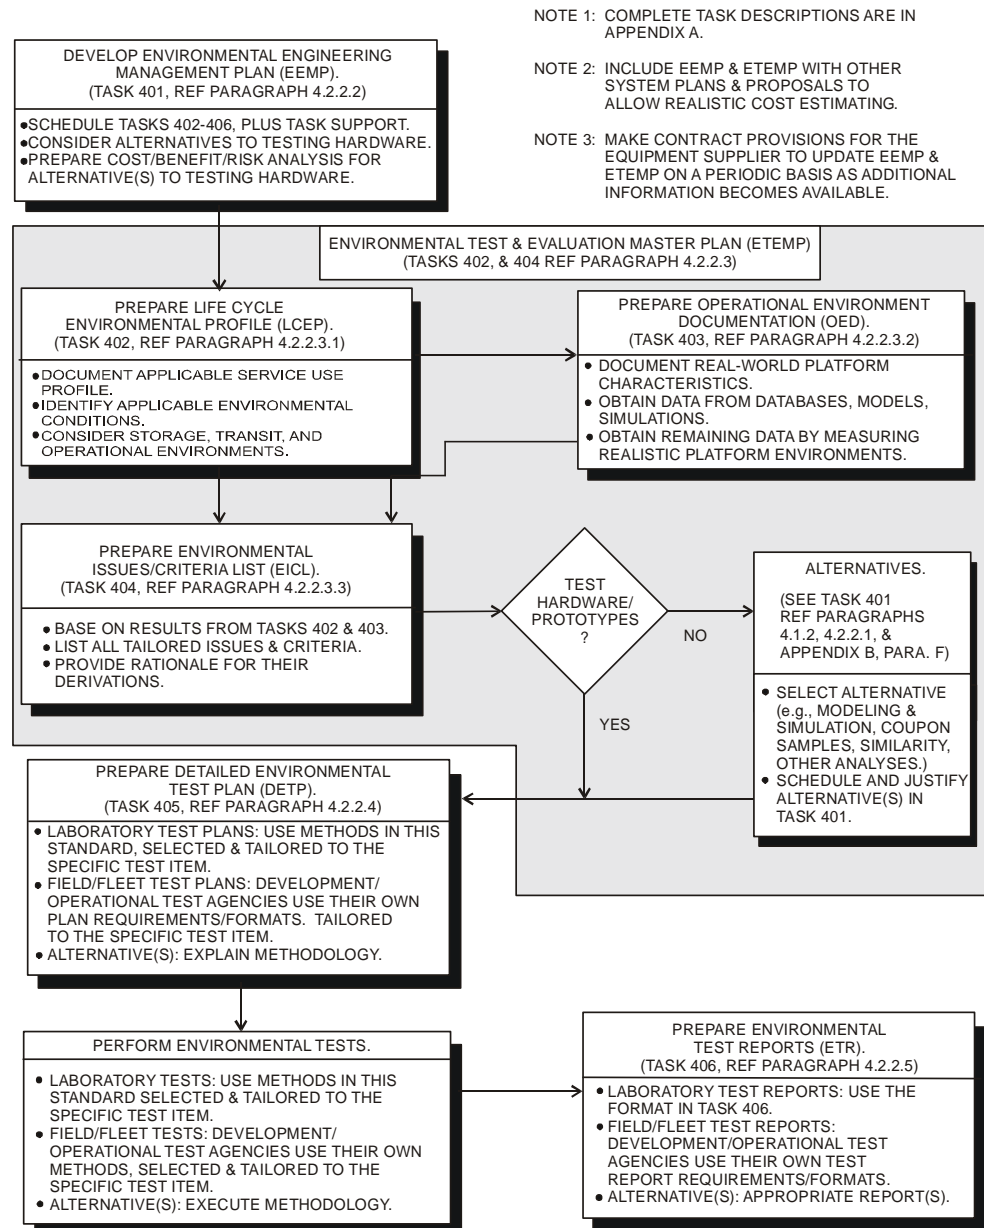 NOTE 1: COMPLETE TASK DESCRIPTIONS ARE IN
APPENDIX A.
NOTE 2: INCLUDE EEMP & ETEMP WITH OTHER
SYSTEM PLANS & PROPOSALS TO
ALLOW REALISTIC COST ESTIMATING.
NOTE 3: MAKE CONTRACT PROVISIONS FOR THE
EQUIPMENT SUPPLIER TO UPDATE EEMP &
ETEMP ON A PERIODIC BASIS AS ADDITIONAL
INFORMATION BECOMES AVAILABLE.
DEVELOP ENVIRONMENTAL ENGINEERING
MANAGEMENT PLAN (EEMP).
(TASK 401, REF PARAGRAPH 4.2.2.2)
• SCHEDULE TASKS 402-406, PLUS TASK SUPPORT.
• CONSIDER ALTERNATIVES TO TESTING HARDWARE.
• PREPARE COST/BENEFIT/RISK ANALYSIS FOR
ALTERNATIVE(S) TO TESTING HARDWARE.
ENVIRONMENTAL TEST & EVALUATION MASTER PLAN (ETEMP)
(TASKS 402, & 404 REF PARAGRAPH 4.2.2.3)
PREPARE LIFE CYCLE
ENVIRONMENTAL PROFILE (LCEP).
(TASK 402, REF PARAGRAPH 4.2.2.3.1)
• DOCUMENT APPLICABLE SERVICE USE
PROFILE.
• IDENTIFY APPLICABLE ENVIRONMENTAL
CONDITIONS.
• CONSIDER STORAGE, TRANSIT, AND
OPERATIONAL ENVIRONMENTS.
PREPARE OPERATIONAL ENVIRONMENT
DOCUMENTATION (OED).
(TASK 403, REF PARAGRAPH 4.2.2.3.2)
• DOCUMENT REAL-WORLD PLATFORM
CHARACTERISTICS.
• OBTAIN DATA FROM DATABASES, MODELS,
SIMULATIONS.
• OBTAIN REMAINING DATA BY MEASURING
REALISTIC PLATFORM ENVIRONMENTS.
PREPARE ENVIRONMENTAL
ISSUES/CRITERIA LIST (EICL).
(TASK 404, REF PARAGRAPH 4.2.2.3.3)
• BASE ON RESULTS FROM TASKS 402 & 403.
• LIST ALL TAILORED ISSUES & CRITERIA.
• PROVIDE RATIONALE FOR THEIR
DERIVATIONS.
TEST
HARDWARE/
PROTOTYPES
?
NO
YES
ALTERNATIVES.
(SEE TASK 401
REF PARAGRAPHS
4.1.2, 4.2.2.1, &
APPENDIX B, PARA. F)
• SELECT ALTERNATIVE
(e.g., MODELING &
SIMULATION, COUPON
SAMPLES, SIMILARITY,
OTHER ANALYSES.)
• SCHEDULE AND JUSTIFY
ALTERNATIVE(S) IN
TASK 401.
PREPARE DETAILED ENVIRONMENTAL
TEST PLAN (DETP).
(TASK 405, REF PARAGRAPH 4.2.2.4)
• LABORATORY TEST PLANS: USE METHODS IN THIS
STANDARD, SELECTED & TAILORED TO THE
SPECIFIC TEST ITEM.
• FIELD/FLEET TEST PLANS: DEVELOPMENT/
OPERATIONAL TEST AGENCIES USE THEIR OWN
PLAN REQUIREMENTS/FORMATS. TAILORED
TO THE SPECIFIC TEST ITEM.
• ALTERNATIVE(S): EXPLAIN METHODOLOGY.
PERFORM ENVIRONMENTAL TESTS.
• LABORATORY TESTS: USE METHODS IN THIS
STANDARD SELECTED & TAILORED TO THE
SPECIFIC TEST ITEM.
• FIELD/FLEET TESTS: DEVELOPMENT/
OPERATIONAL TEST AGENCIES USE THEIR OWN
METHODS, SELECTED & TAILORED TO THE
SPECIFIC TEST ITEM.
• ALTERNATIVE(S): EXECUTE METHODOLOGY.
PREPARE ENVIRONMENTAL
TEST REPORTS (ETR).
(TASK 406, REF PARAGRAPH 4.2.2.5)
• LABORATORY TEST REPORTS: USE THE
FORMAT IN TASK 406.
• FIELD/FLEET TEST REPORTS:
DEVELOPMENT/OPERATIONAL TEST
AGENCIES USE THEIR OWN TEST
REPORT REQUIREMENTS/FORMATS.
• ALTERNATIVE(S): APPROPRIATE REPORT(S).